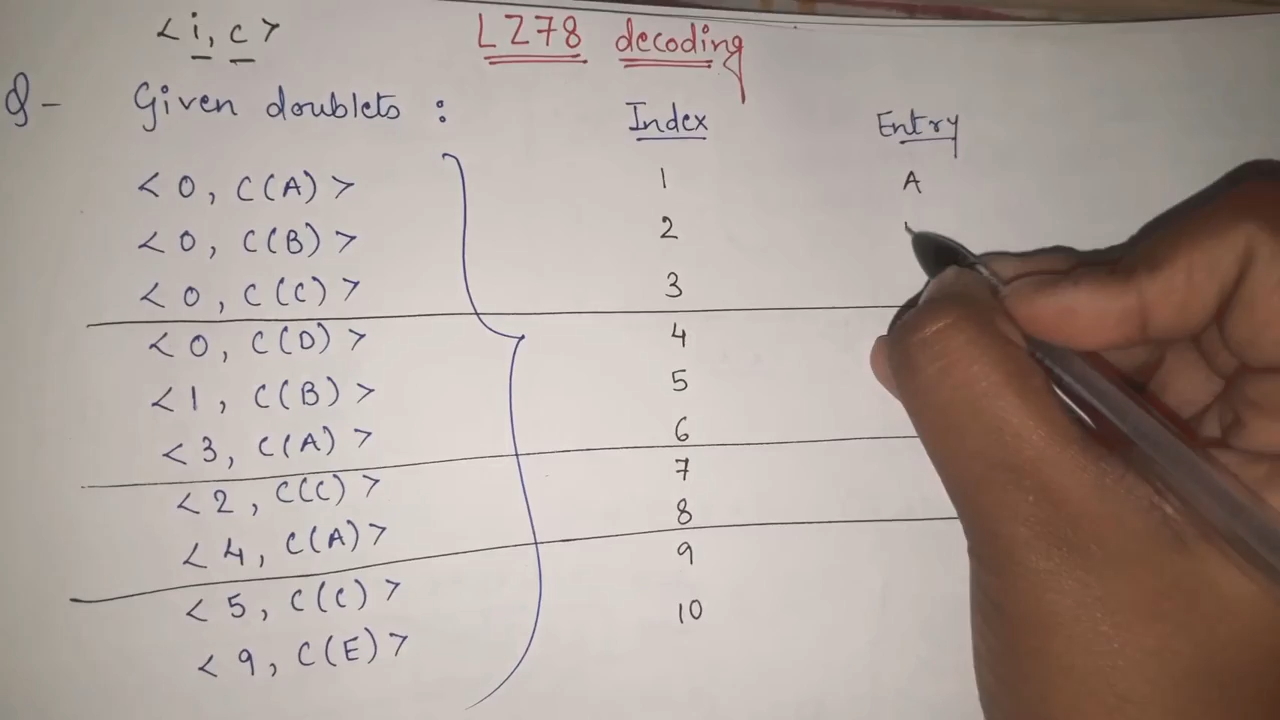 < i, c > LZ78 decoding
Q- Given doublets : Index Entry
< 0, C(A) > 1 A
< 0, C(B) > 2
< 0, C(C) > 3
< 0, C(D) > 4
< 1, C(B) > 5
< 3, C(A) > 6
< 2, C(C) > 7
< 4, C(A) > 8
< 5, C(C) > 9
< 9, C(E) > 10